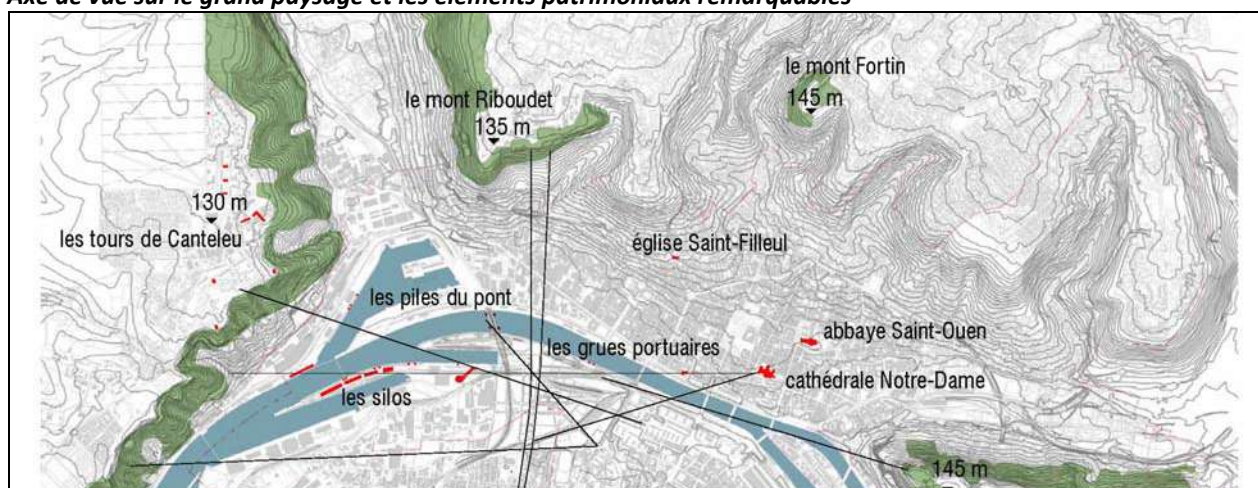 Axe de vue sur le grand paysage et les éléments patrimoniaux remarquables
le mont Fortin
145 m
le mont Riboudet
135 m
130 m
les tours de Canteleu
église Saint-Filleul
les piles du pont
abbaye Saint-Ouen
les grues portuaires
cathédrale Notre-Dame
les silos
145 m